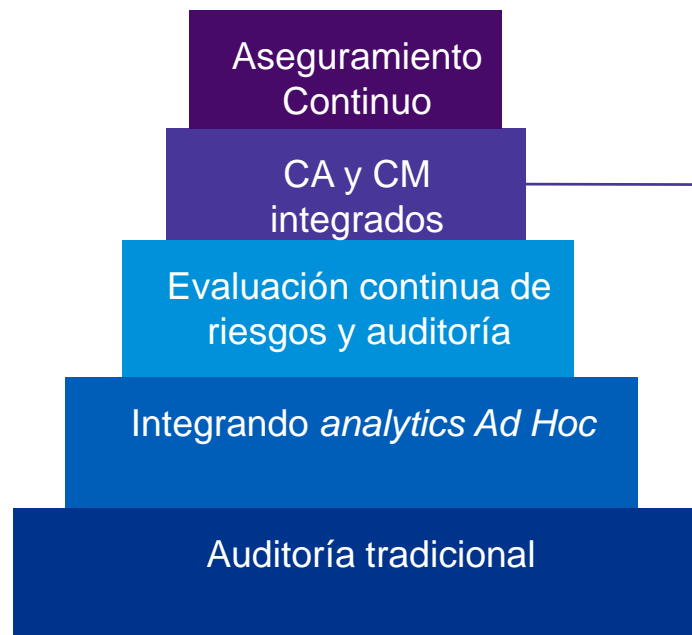 Aseguramiento
Continuo
CA y CM
integrados
Evaluación continua de
riesgos y auditoría
Integrando analytics Ad Hoc
Auditoría tradicional